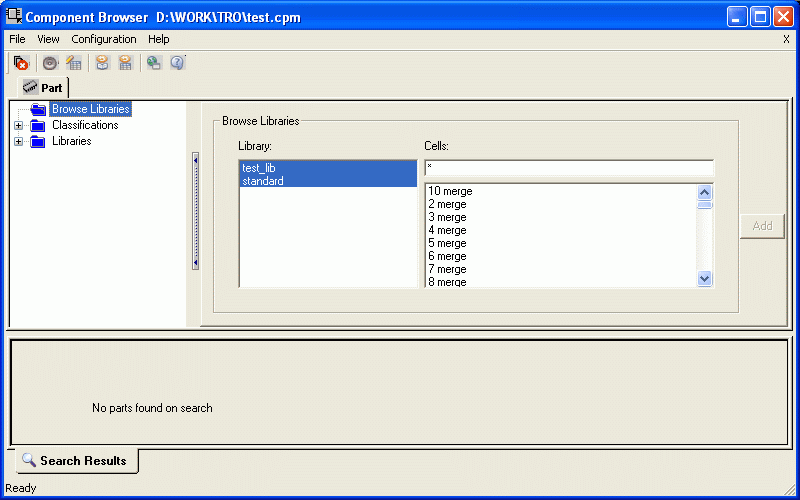 Component Browser D:\WORK\TRO\test.cpm
File View Configuration Help X
Part
Browse Libraries
Classifications
Libraries
Browse Libraries
Library:
test_lib
standard
Cells:
*
10 merge
2 merge
3 merge
4 merge
5 merge
6 merge
7 merge
8 merge
Add
No parts found on search
Search Results
Ready